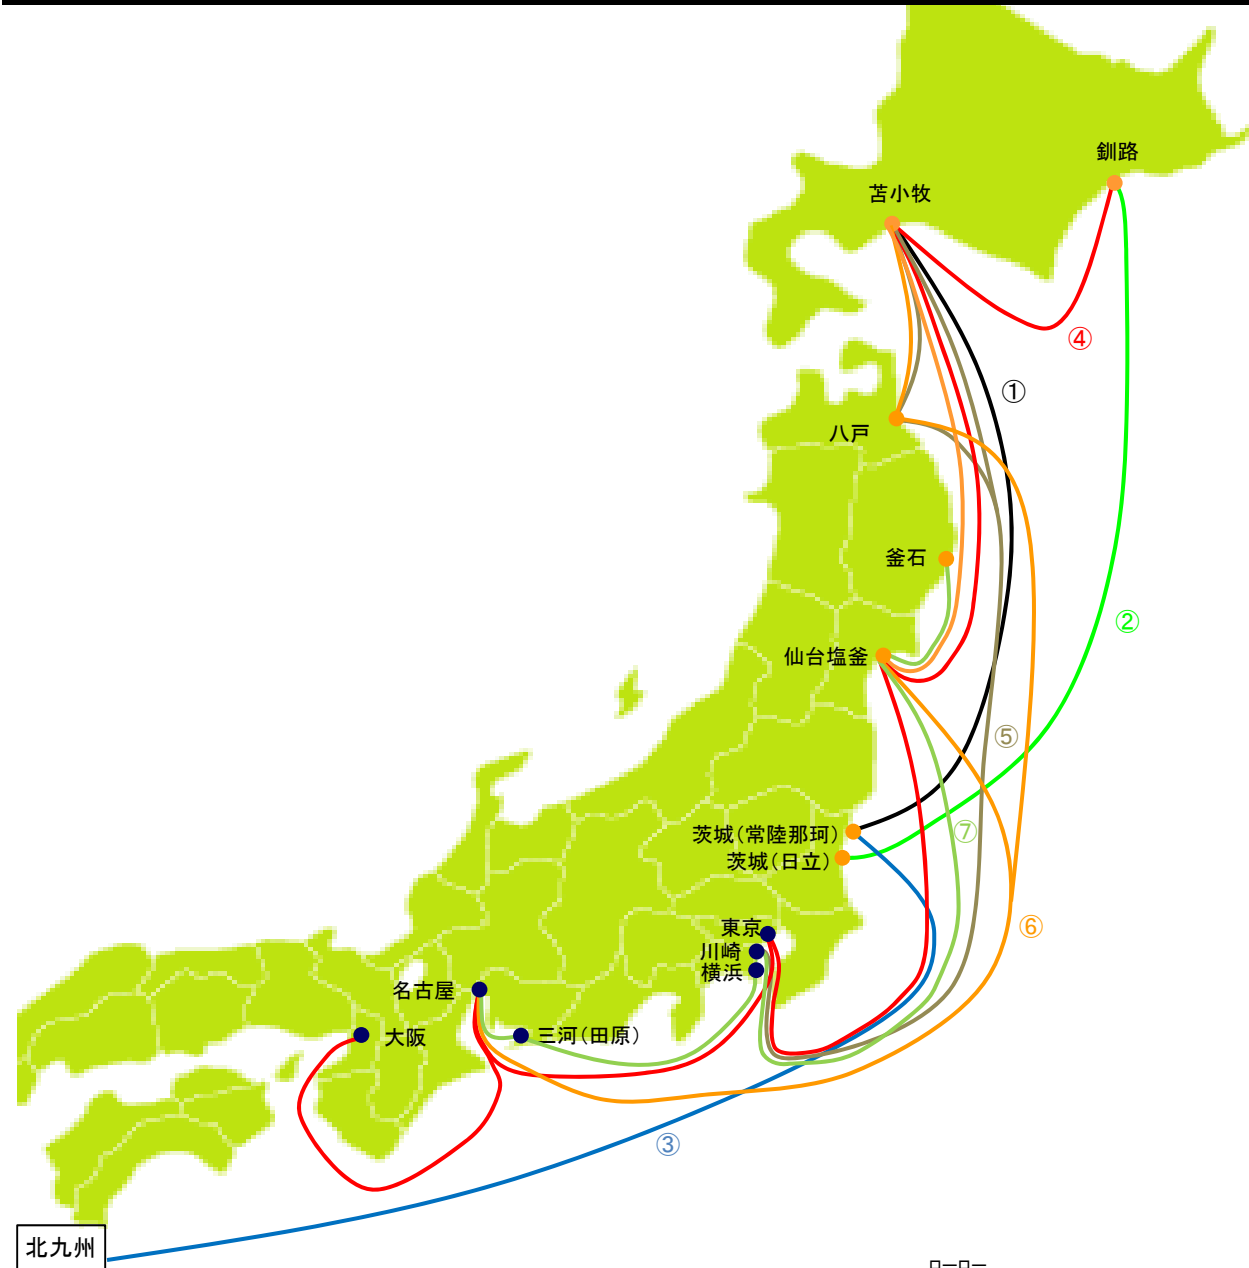 釧路
苫小牧
④
①
八戸
釜石
②
仙台塩釜
⑤
茨城(常陸那珂)
⑦
茨城(日立)
東京
⑥
川崎
横浜
名古屋
三河(田原)
大阪
③
北九州